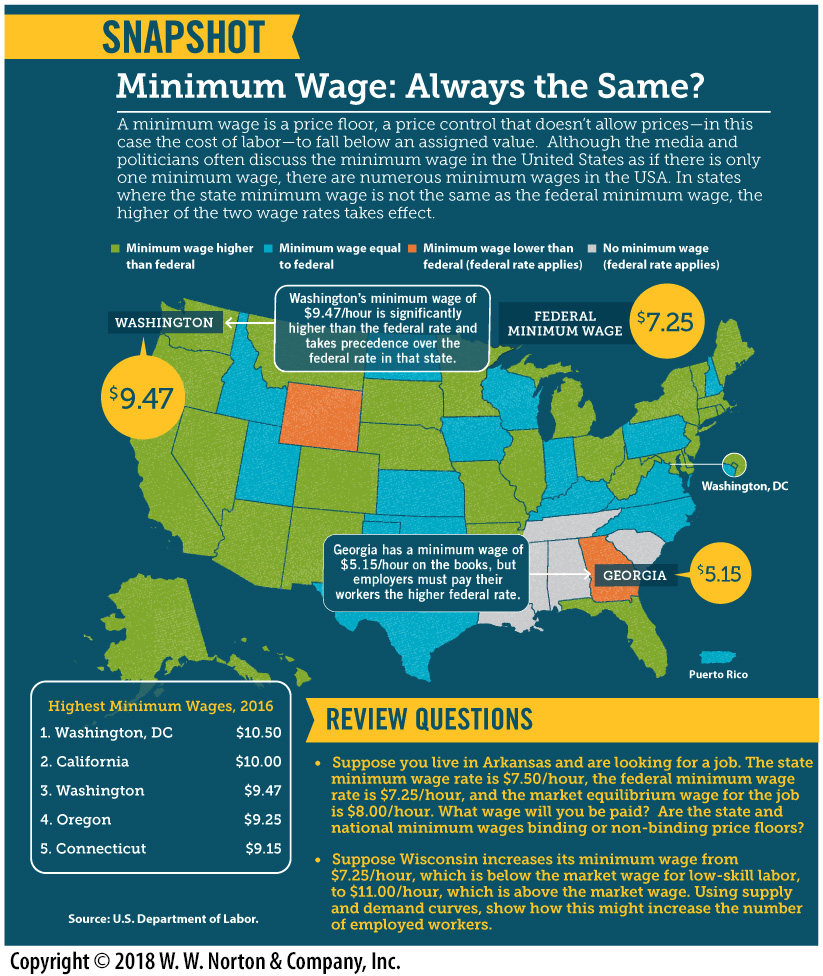 SNAPSHOT
Minimum Wage: Always the Same?
A minimum wage is a price floor, a price control that doesn’t allow prices—in this
case the cost of labor—to fall below an assigned value.  Although the media and
politicians often discuss the minimum wage in the United States as if there is only
one minimum wage, there are numerous minimum wages in the USA. In states
where the state minimum wage is not the same as the federal minimum wage, the
higher of the two wage rates takes effect.
Minimum wage higher
than federal
Minimum wage equal
to federal
Minimum wage lower than
federal (federal rate applies)
No minimum wage
(federal rate applies)
WASHINGTON
$9.47
Washington’s minimum wage of
$9.47/hour is significantly
higher than the federal rate and
takes precedence over the
federal rate in that state.
FEDERAL
MINIMUM WAGE
$7.25
Washington, DC
Georgia has a minimum wage of
$5.15/hour on the books, but
employers must pay their
workers the higher federal rate.
GEORGIA
$5.15
Puerto Rico
Highest Minimum Wages, 2016
1. Washington, DC $10.50
2. California $10.00
3. Washington $9.47
4. Oregon $9.25
5. Connecticut $9.15
Source: U.S. Department of Labor.
REVIEW QUESTIONS
• Suppose you live in Arkansas and are looking for a job. The state
minimum wage rate is $7.50/hour, the federal minimum wage
rate is $7.25/hour, and the market equilibrium wage for the job
is $8.00/hour. What wage will you be paid?  Are the state and
national minimum wages binding or non-binding price floors?
• Suppose Wisconsin increases its minimum wage from
$7.25/hour, which is below the market wage for low-skill labor,
to $11.00/hour, which is above the market wage. Using supply
and demand curves, show how this might increase the number
of employed workers.
Copyright © 2018 W. W. Norton & Company, Inc.